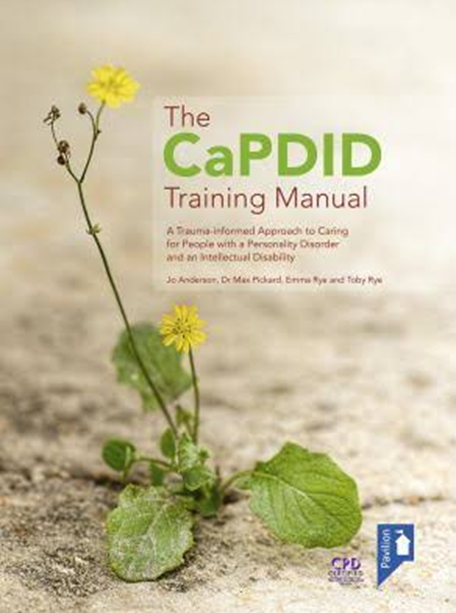 The
CaPDID
Training Manual
A Trauma-informed Approach to Caring
for People with a Personality Disorder
and an Intellectual Disability
Jo Anderson, Dr Max Pickard, Emma Rye and Toby Rye
Pavilion
CPD
CERTIFIED